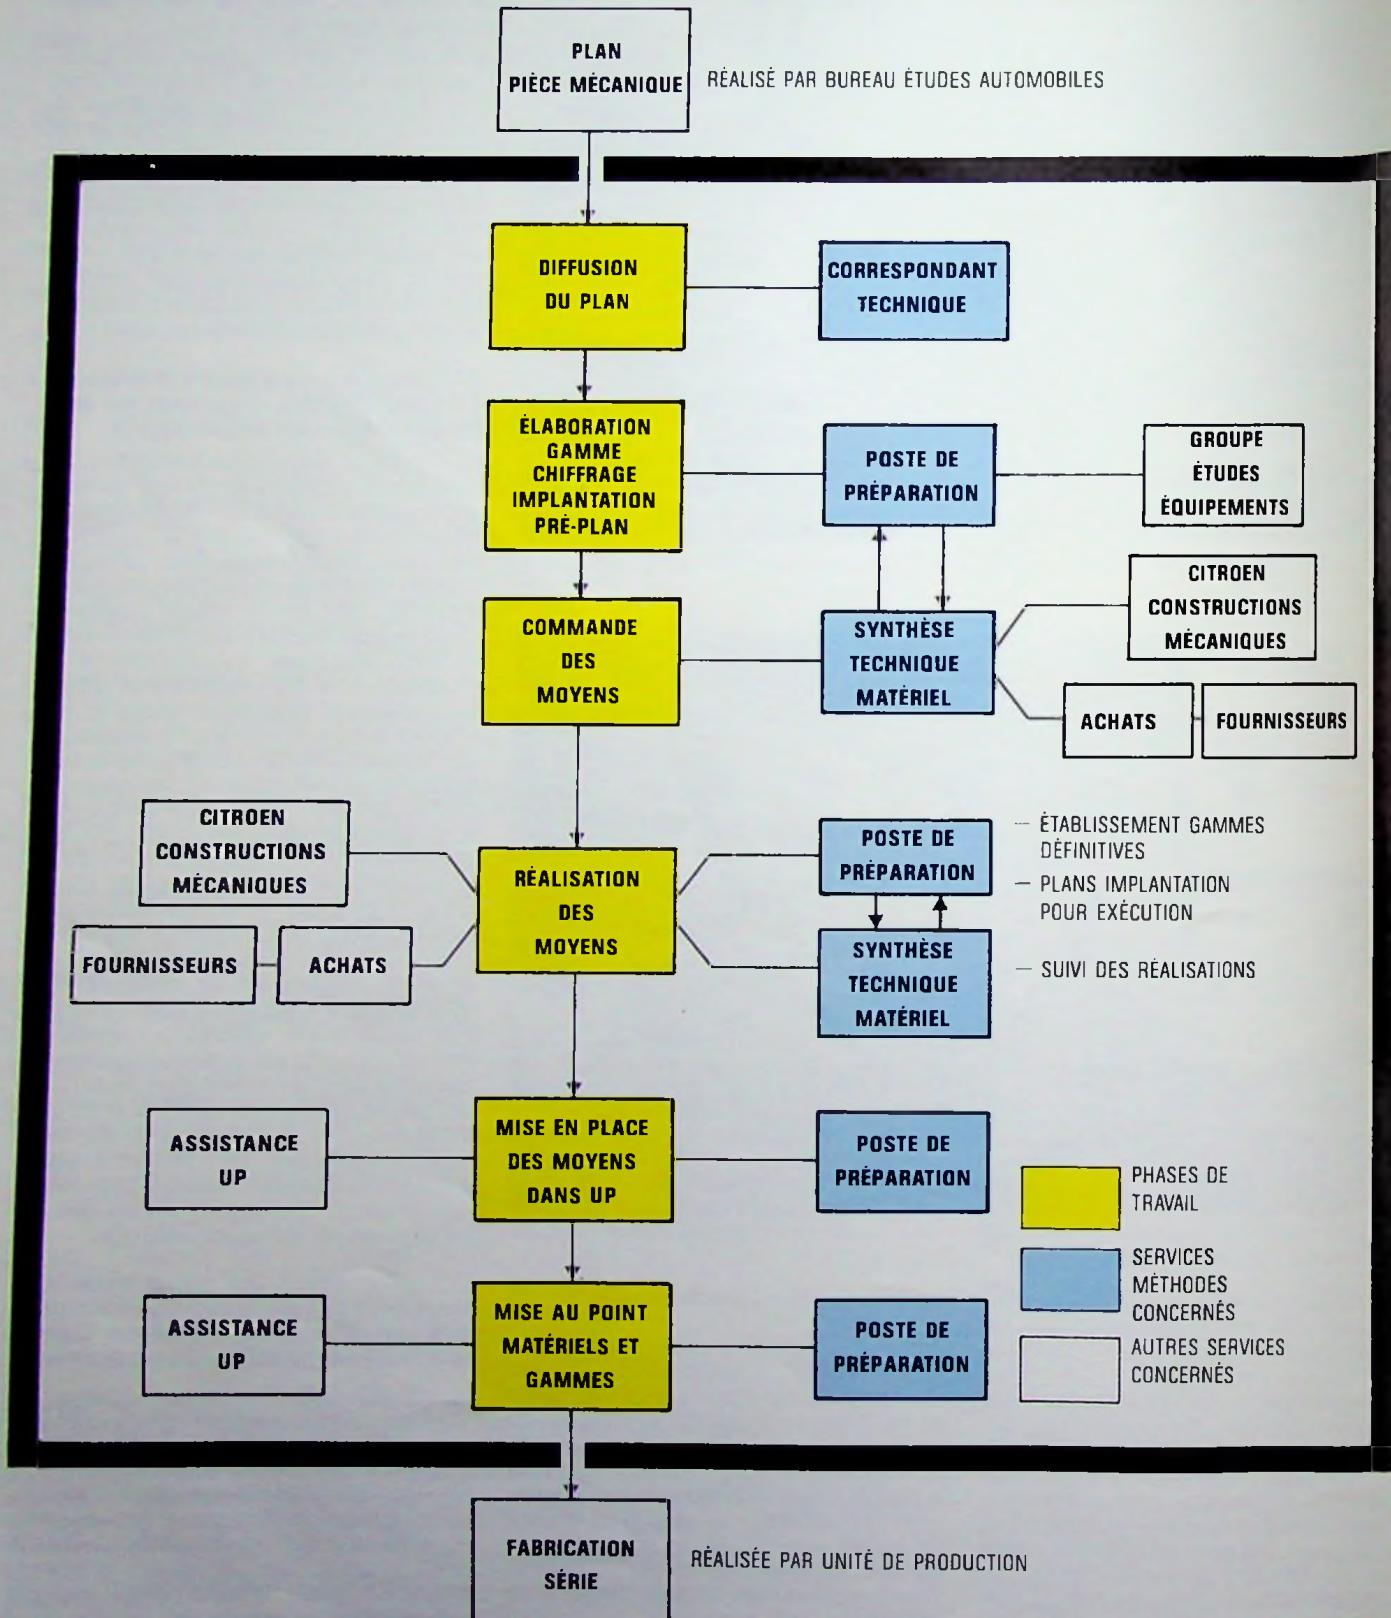 PLAN
PIÈCE MÉCANIQUE
RÉALISÉ PAR BUREAU ÉTUDES AUTOMOBILES
DIFFUSION
DU PLAN
CORRESPONDANT
TECHNIQUE
ÉLABORATION
GAMME
CHIFFRAGE
IMPLANTATION
PRÉ-PLAN
POSTE DE
PRÉPARATION
GROUPE
ÉTUDES
ÉQUIPEMENTS
COMMANDE
DES
MOYENS
SYNTHÈSE
TECHNIQUE
MATÉRIEL
CITROEN
CONSTRUCTIONS
MÉCANIQUES
ACHATS
FOURNISSEURS
CITROEN
CONSTRUCTIONS
MÉCANIQUES
FOURNISSEURS
ACHATS
RÉALISATION
DES
MOYENS
POSTE DE
PRÉPARATION
— ÉTABLISSEMENT GAMMES
DÉFINITIVES
— PLANS IMPLANTATION
POUR EXÉCUTION
SYNTHÈSE
TECHNIQUE
MATÉRIEL
— SUIVI DES RÉALISATIONS
ASSISTANCE
UP
MISE EN PLACE
DES MOYENS
DANS UP
POSTE DE
PRÉPARATION
ASSISTANCE
UP
MISE AU POINT
MATÉRIELS ET
GAMMES
POSTE DE
PRÉPARATION
PHASES DE
TRAVAIL
SERVICES
MÉTHODES
CONCERNÉS
AUTRES SERVICES
CONCERNÉS
FABRICATION
SÉRIE
RÉALISÉE PAR UNITÉ DE PRODUCTION